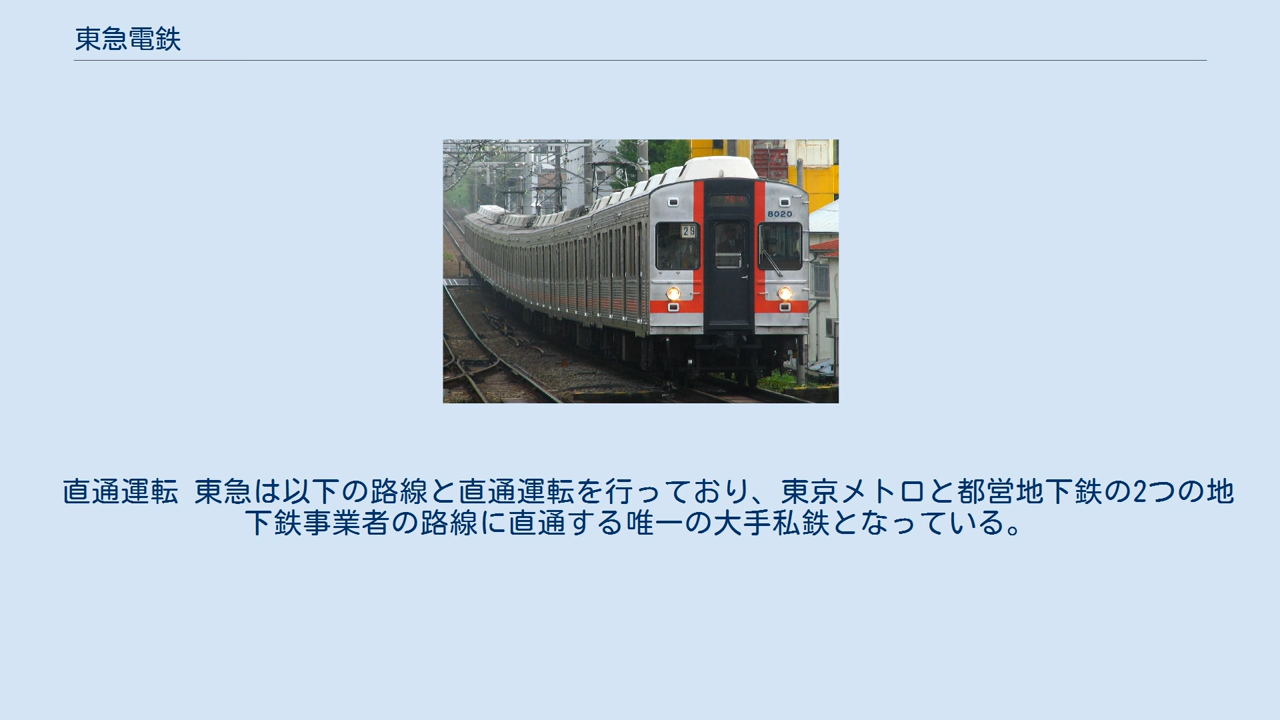 東急電鉄
8020
29
直通運転 東急は以下の路線と直通運転を行っており、東京メトロと都営地下鉄の2つの地
下鉄事業者の路線に直通する唯一の大手私鉄となっている。